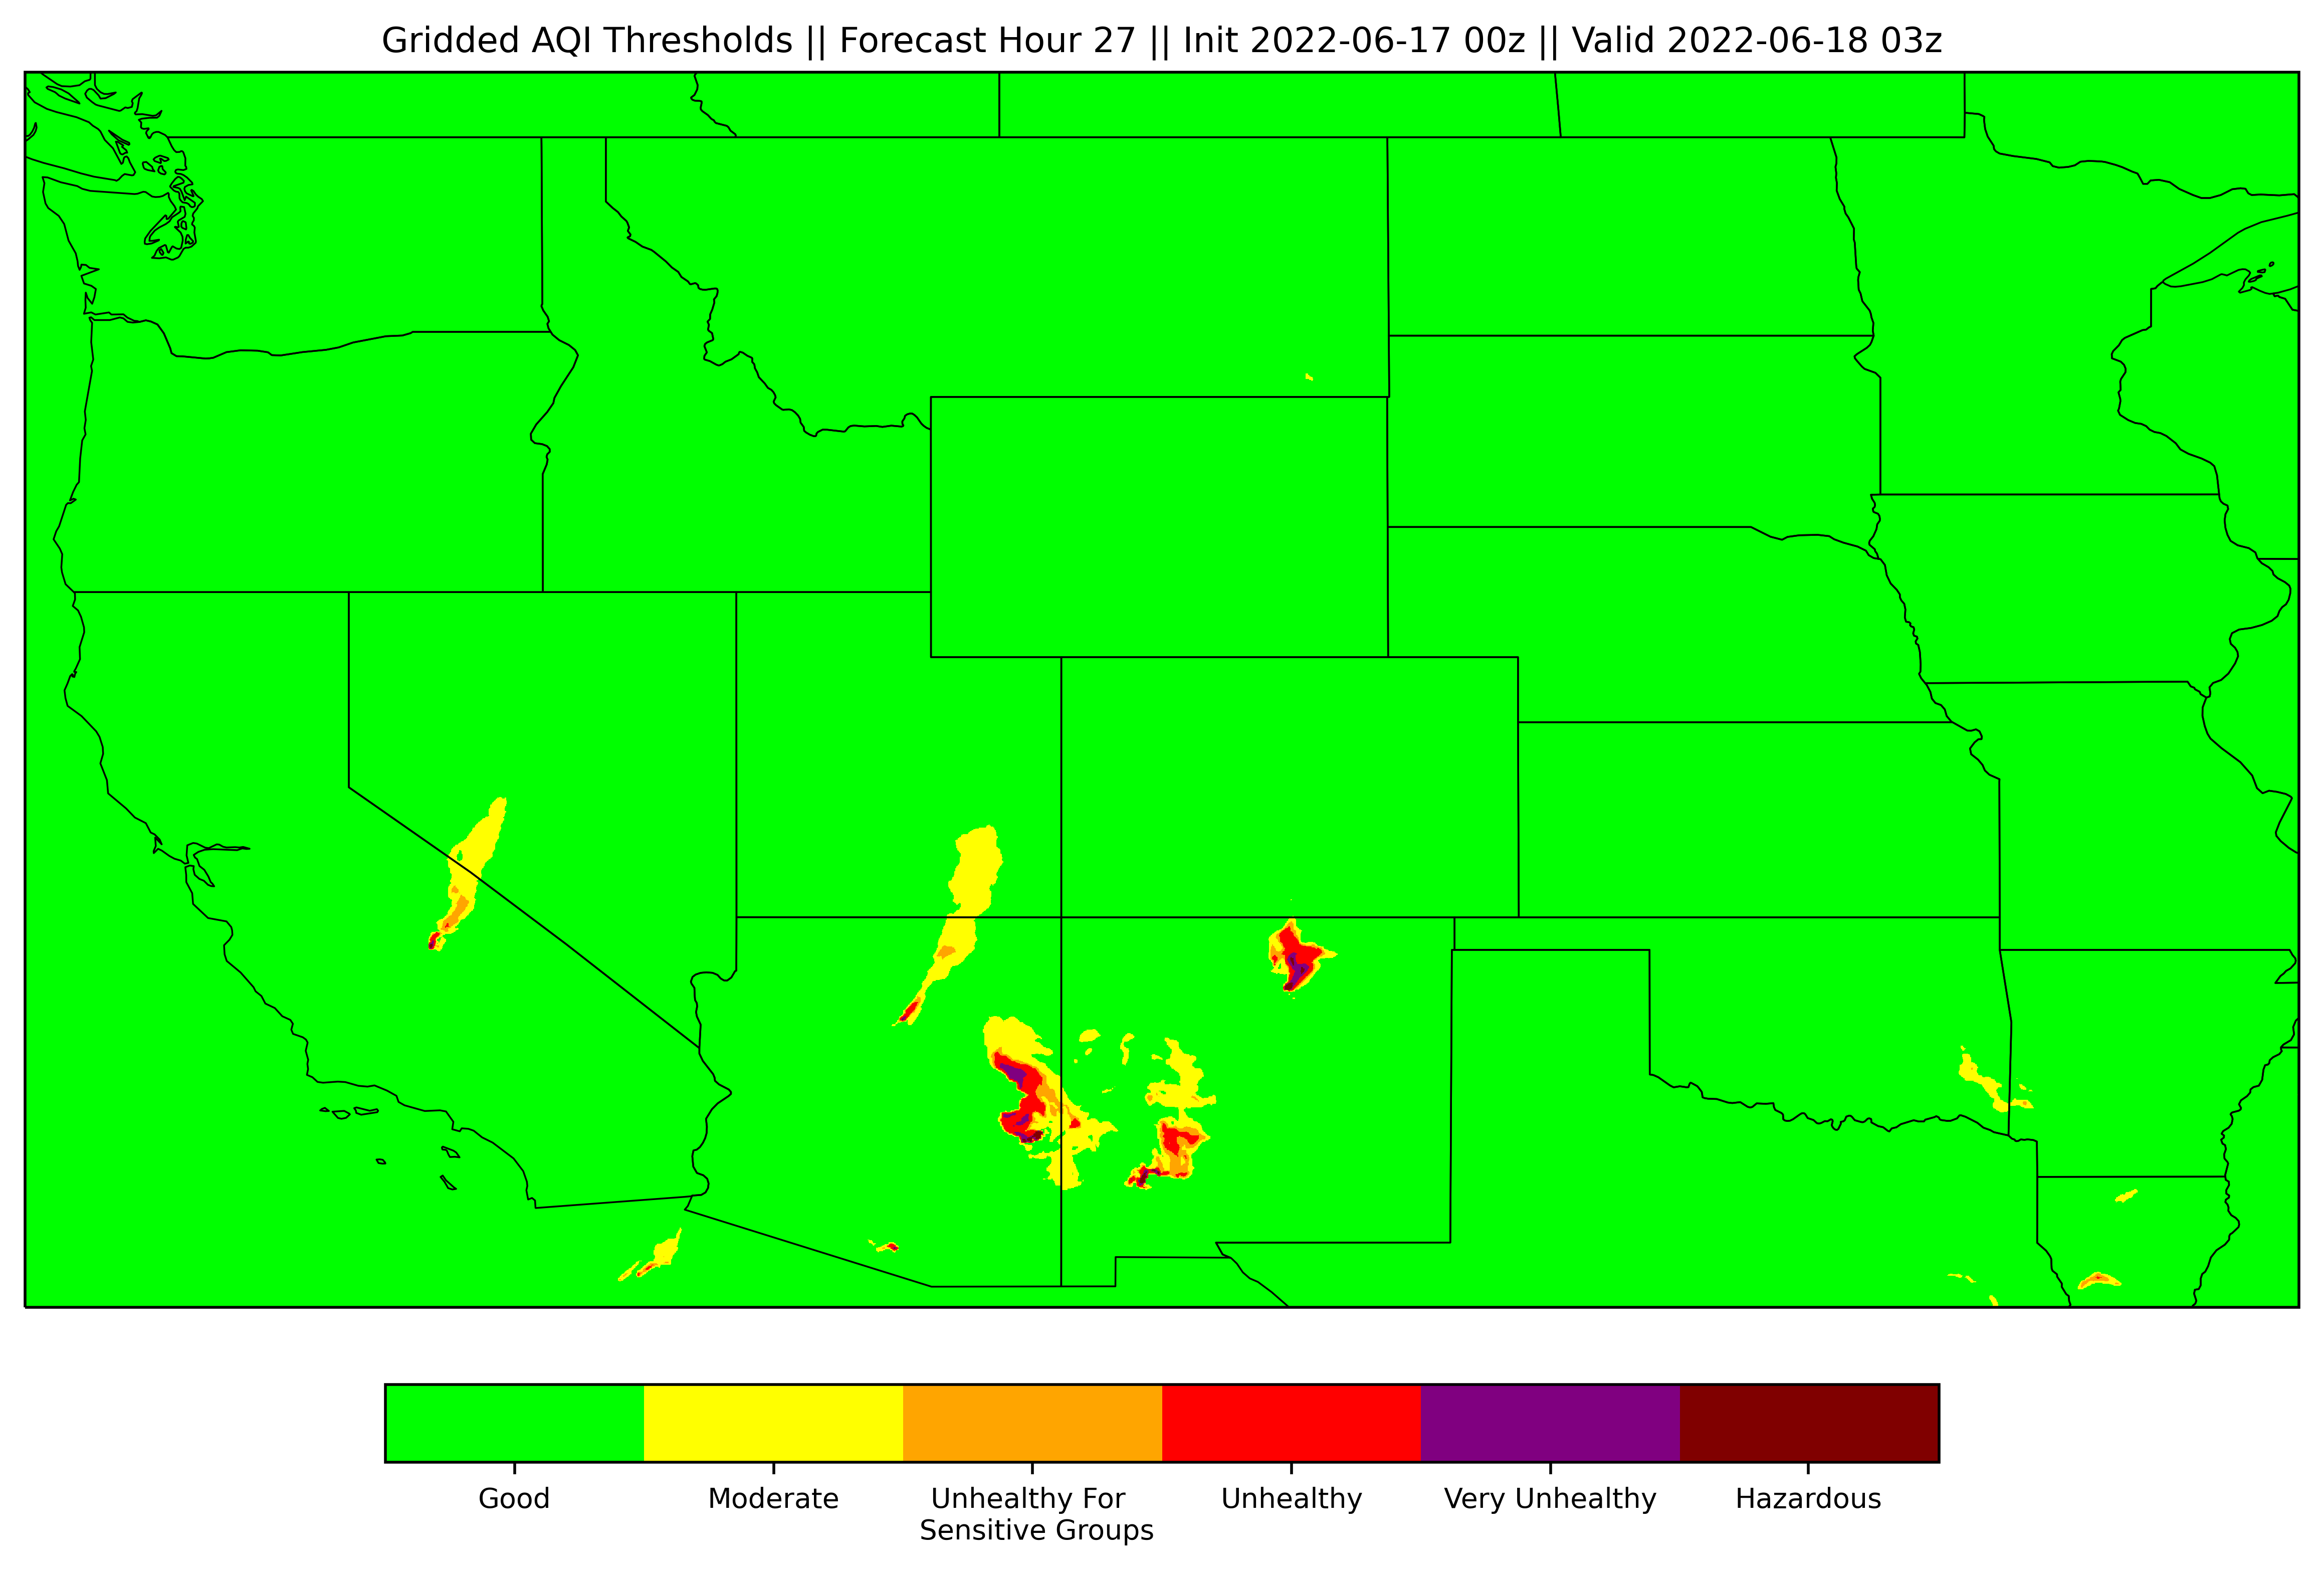 Gridded AQI Thresholds || Forecast Hour 27 || Init 2022-06-17 00z || Valid 2022-06-18 03z
Good
Moderate
Unhealthy For
Sensitive Groups
Unhealthy
Very Unhealthy
Hazardous